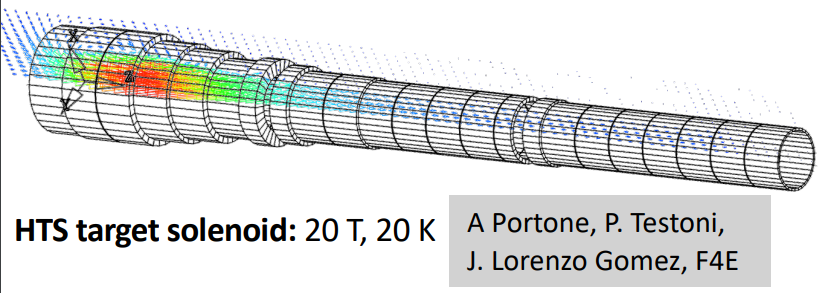 X
Z
Y
HTS target solenoid: 20 T, 20 K
A Portone, P. Testoni,
J. Lorenzo Gomez, F4E